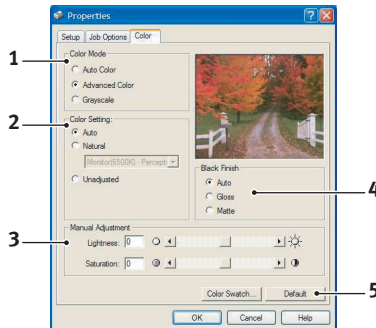 Properties
Setup Job Options Color
Color Mode
1
Auto Color
Advanced Color
Grayscale
2
Color Setting:
Auto
Natural
Monitor(6500K) - Percepti
Unadjusted
Black Finish
Auto
4
Gloss
Matte
Manual Adjustment
3
Lightness: 0
Saturation: 0
Color Swatch... Default
5
OK Cancel Help